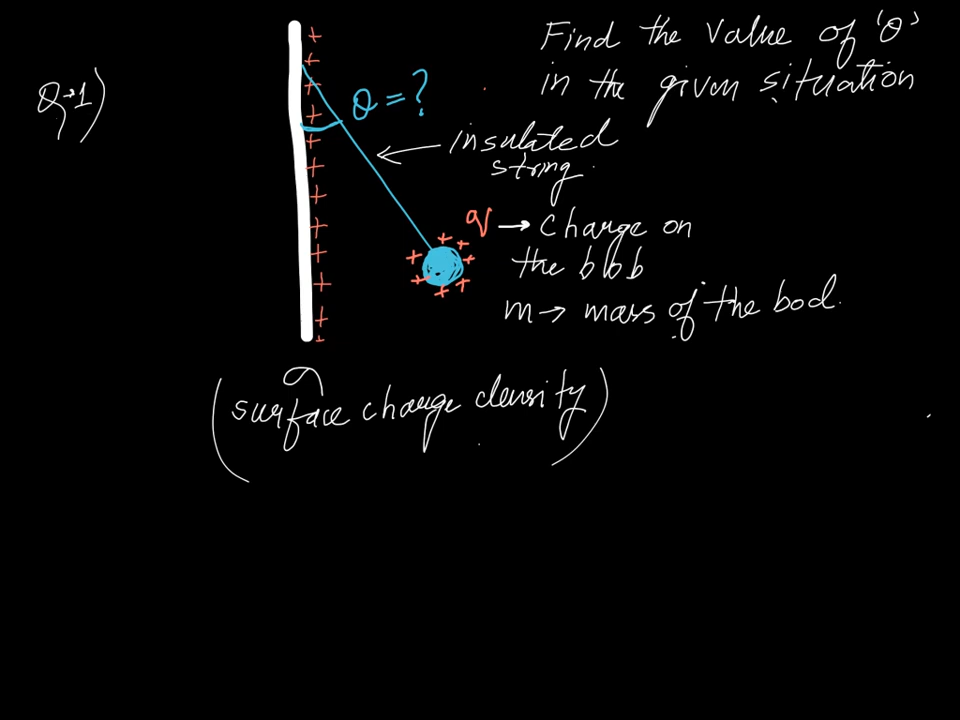 Q→1)
Find the value of 'θ'
in the given situation
θ = ?
insulated
string
q → charge on
the blob
m → mass of the bod.
σ
(surface charge density)